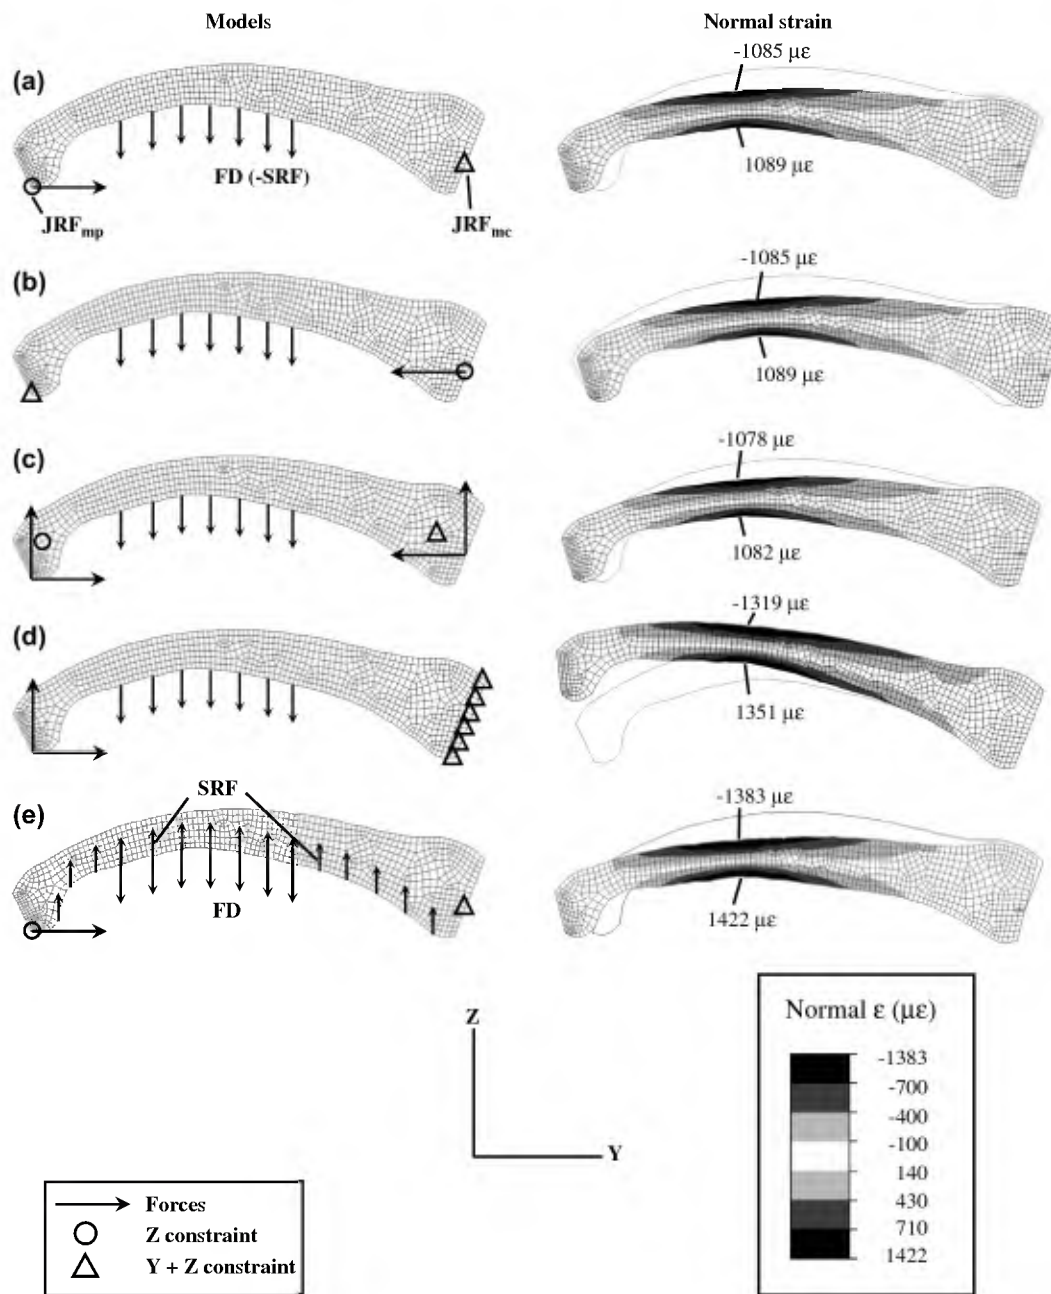 Models
Normal strain
(a)
-1085 με
FD (-SRF)
1089 με
JRFmp
JRFmc
(b)
-1085 με
1089 με
(c)
-1078 με
1082 με
(d)
-1319 με
1351 με
(e)
SRF
-1383 με
FD
1422 με
Z
Y
Normal ε (με)
-1383
-700
-400
-100
140
430
710
1422
Forces
Z constraint
Y + Z constraint